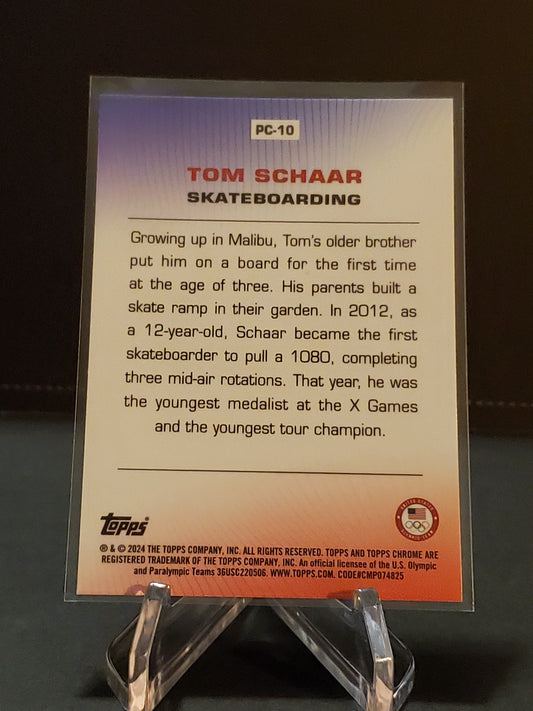 PC-10
TOM SCHAAR
SKATEBOARDING
Growing up in Malibu, Tom's older brother
put him on a board for the first time
at the age of three. His parents built a
skate ramp in their garden. In 2012, as
a 12-year-old, Schaar became the first
skateboarder to pull a 1080, completing
three mid-air rotations. That year, he was
the youngest medalist at the X Games
and the youngest tour champion.
topps®
UNITED STATES
® & © 2024 THE TOPPS COMPANY, INC. ALL RIGHTS RESERVED. TOPPS AND TOPPS CHROME ARE
REGISTERED TRADEMARK OF THE TOPPS COMPANY, INC. An official licensee of the U.S. Olympic
and Paralympic Teams 36USC220506. WWW.TOPPS.COM. CODE#CMP074825